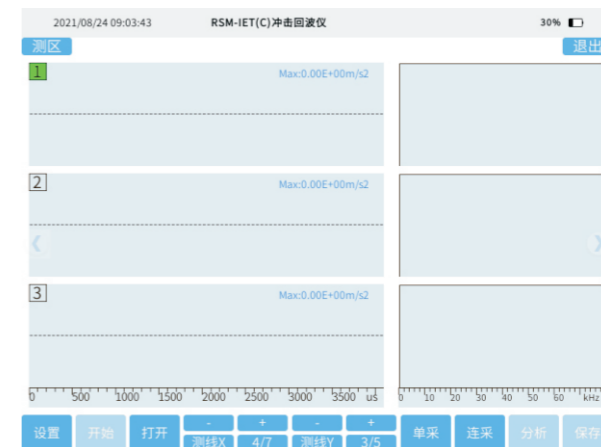 2021/08/24 09:03:43 RSM-IET(C)冲击回波仪 30%
测区 退出
1 Max:0.00E+00m/s2
2 Max:0.00E+00m/s2
3 Max:0.00E+00m/s2
0 500 1000 1500 2000 2500 3000 3500 us 0 10 20 30 40 50 60 kHz
- + - +
设置 开始 打开 测线X 4/7 测线Y 3/5 单采 连采 分析 保存